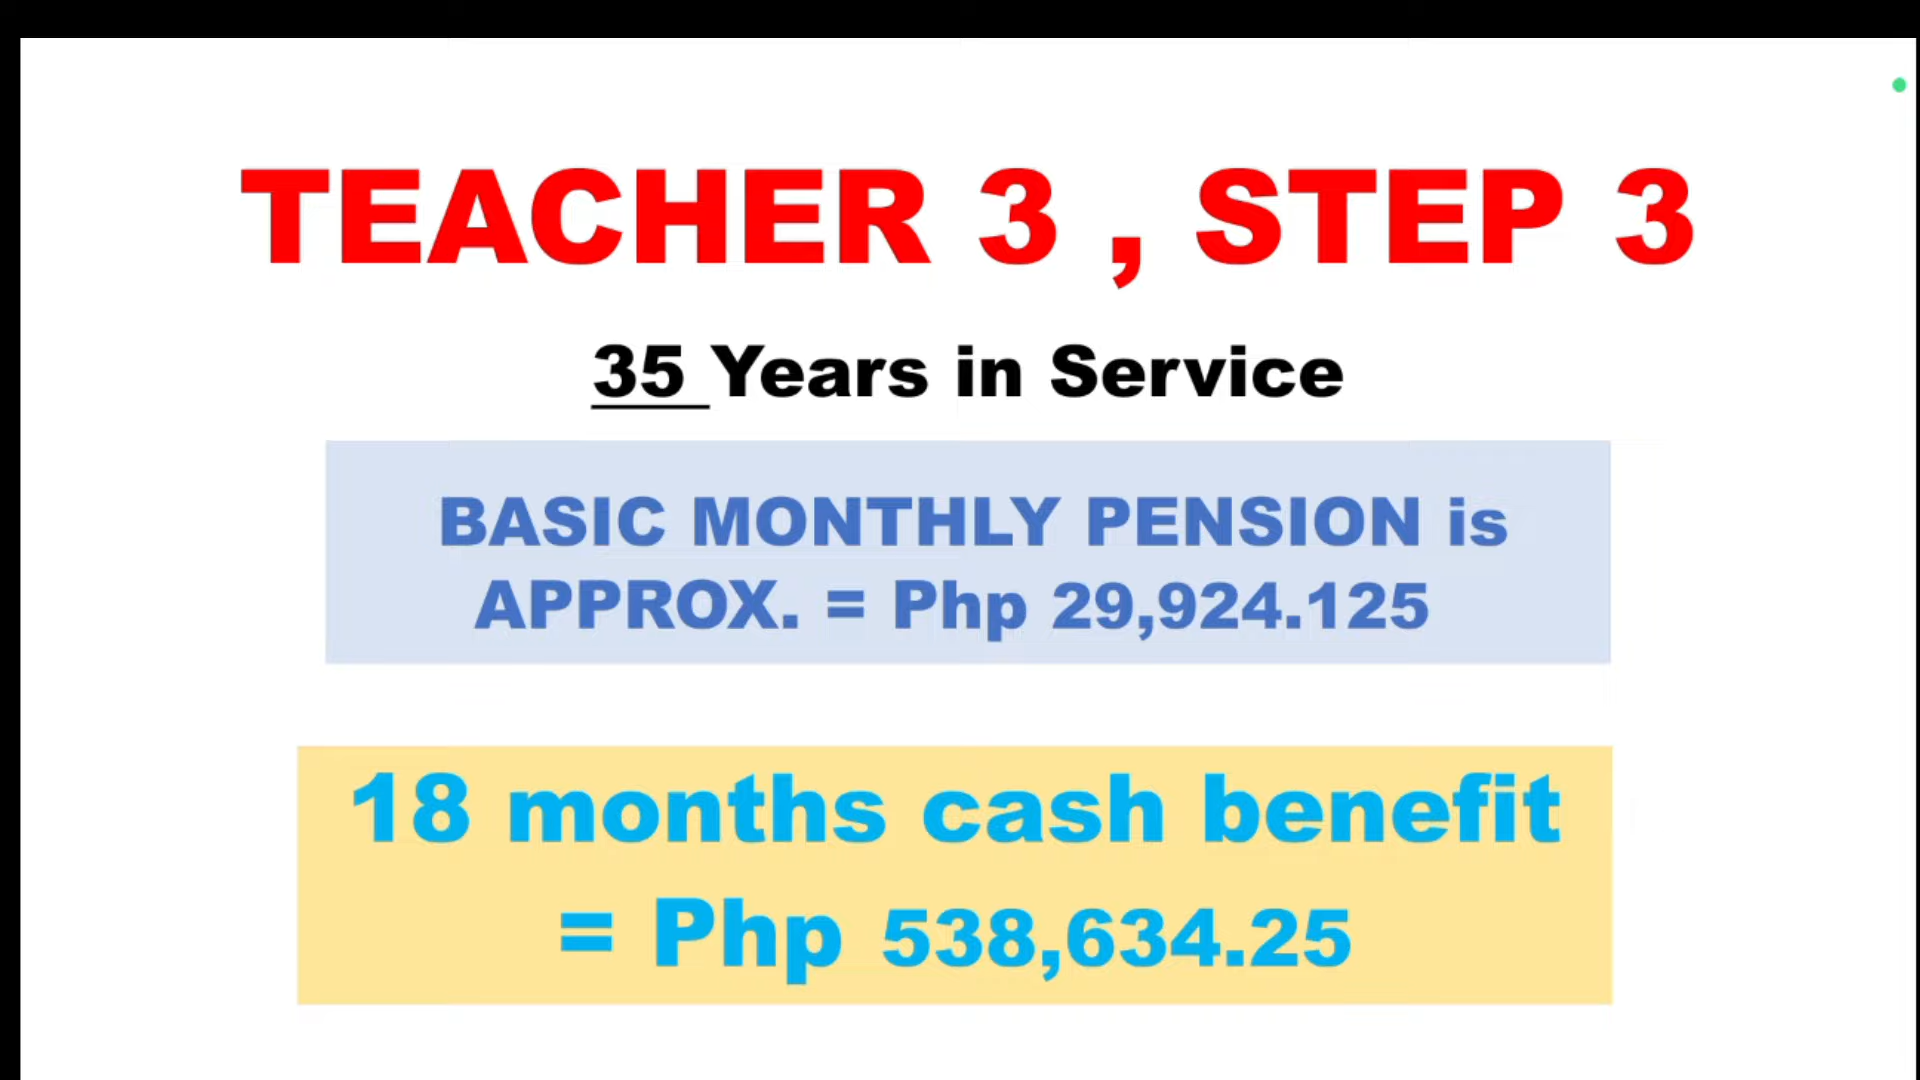 TEACHER 3 , STEP 3
35 Years in Service
BASIC MONTHLY PENSION is
APPROX. = Php 29,924.125
18 months cash benefit
= Php 538,634.25